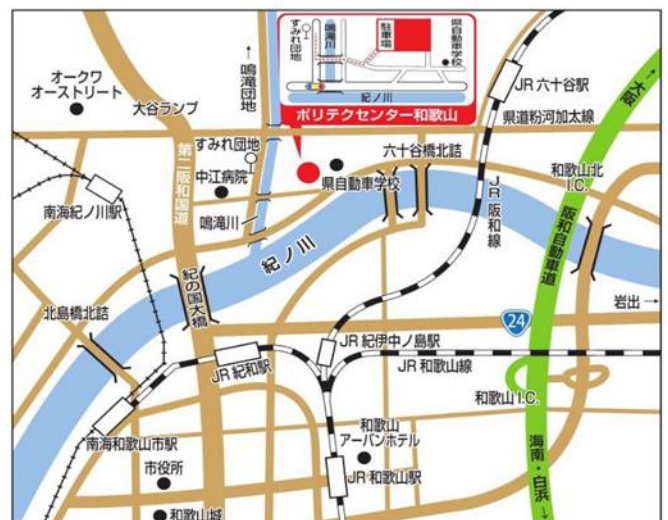 すみれ団地
鳴滝川
駐車場
県自動車学校
紀ノ川
ポリテクセンター和歌山
オークワ
オーストリート
大谷ランプ
←鳴滝団地
JR 六十谷駅
県道粉河加太線
大阪→
すみれ団地
中江病院
県自動車学校
六十谷橋北詰
和歌山北
I.C.
第二阪和国道
南海紀ノ川駅
鳴滝川
紀ノ川
JR阪和線
阪和自動車道
紀の国大橋
岩出→
北島橋北詰
24
JR 紀伊中ノ島駅
JR 紀和駅
JR 和歌山線
和歌山I.C.
南海和歌山市駅
和歌山
アーバンホテル
海南・白浜→
市役所
JR 和歌山駅
和歌山城